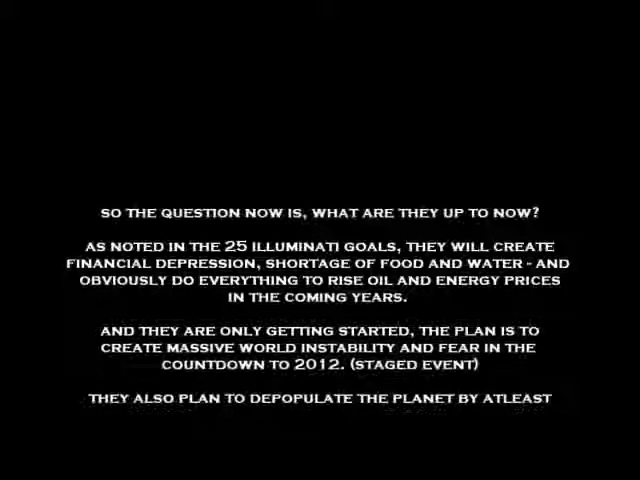 SO THE QUESTION NOW IS, WHAT ARE THEY UP TO NOW?
AS NOTED IN THE 25 ILLUMINATI GOALS, THEY WILL CREATE
FINANCIAL DEPRESSION, SHORTAGE OF FOOD AND WATER - AND
OBVIOUSLY DO EVERYTHING TO RISE OIL AND ENERGY PRICES
IN THE COMING YEARS.
AND THEY ARE ONLY GETTING STARTED, THE PLAN IS TO
CREATE MASSIVE WORLD INSTABILITY AND FEAR IN THE
COUNTDOWN TO 2012. (STAGED EVENT)
THEY ALSO PLAN TO DEPOPULATE THE PLANET BY ATLEAST